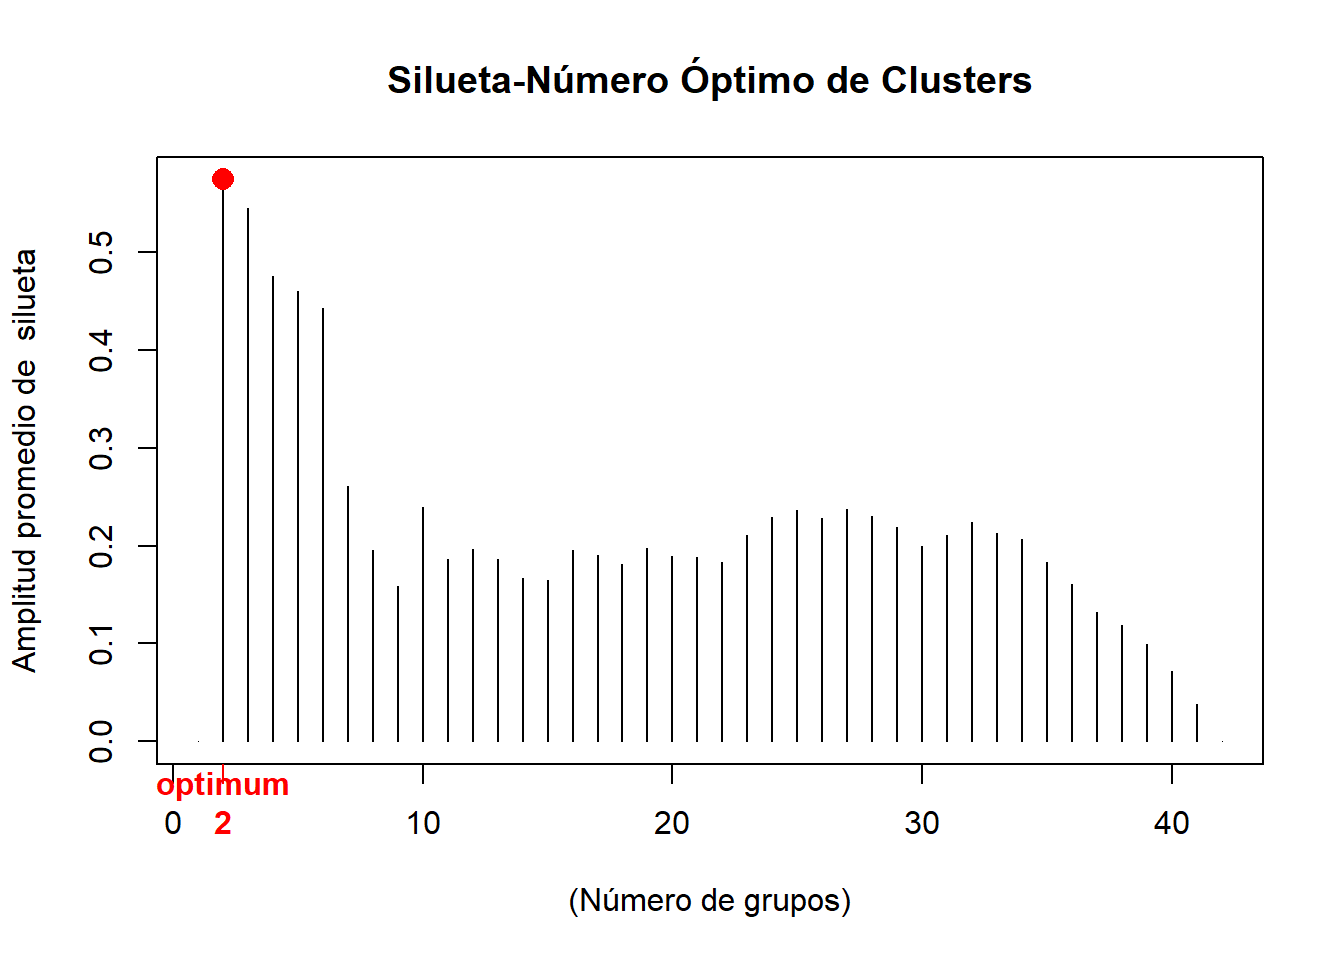 Silueta-Número Óptimo de Clusters
Amplitud promedio de  silueta
0.5
0.4
0.3
0.2
0.1
0.0
optimum
0 2 10 20 30 40
(Número de grupos)